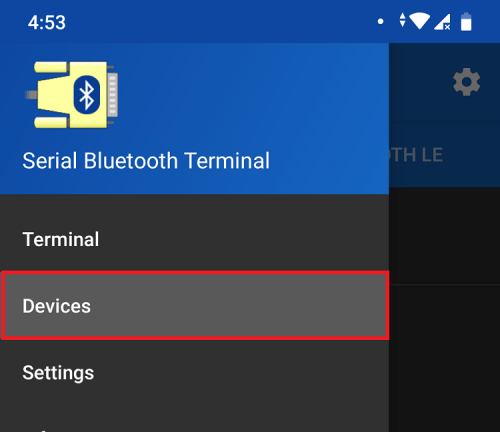 4:53
Serial Bluetooth Terminal
OTH LE
Terminal
Devices
Settings